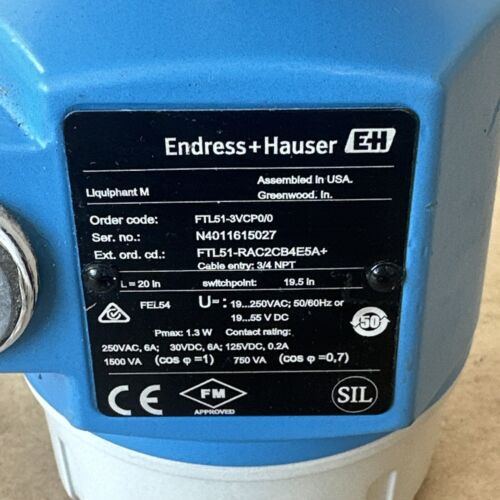 Endress+Hauser EH
Liquiphant M
Assembled in USA.
Greenwood. In.
Order code: FTL51-3VCP0/0
Ser. no.: N4011615027
Ext. ord. cd.: FTL51-RAC2CB4E5A+
Cable entry: 3/4 NPT
L = 20 in switchpoint: 19.5 in
FEL54 U=: 19...250VAC; 50/60Hz or
19...55 V DC
50
Pmax: 1.3 W Contact rating:
250VAC, 6A; 30VDC, 6A; 125VDC, 0.2A
1500 VA (cos φ=1) 750 VA (cos φ=0,7)
CE FM SIL
APPROVED